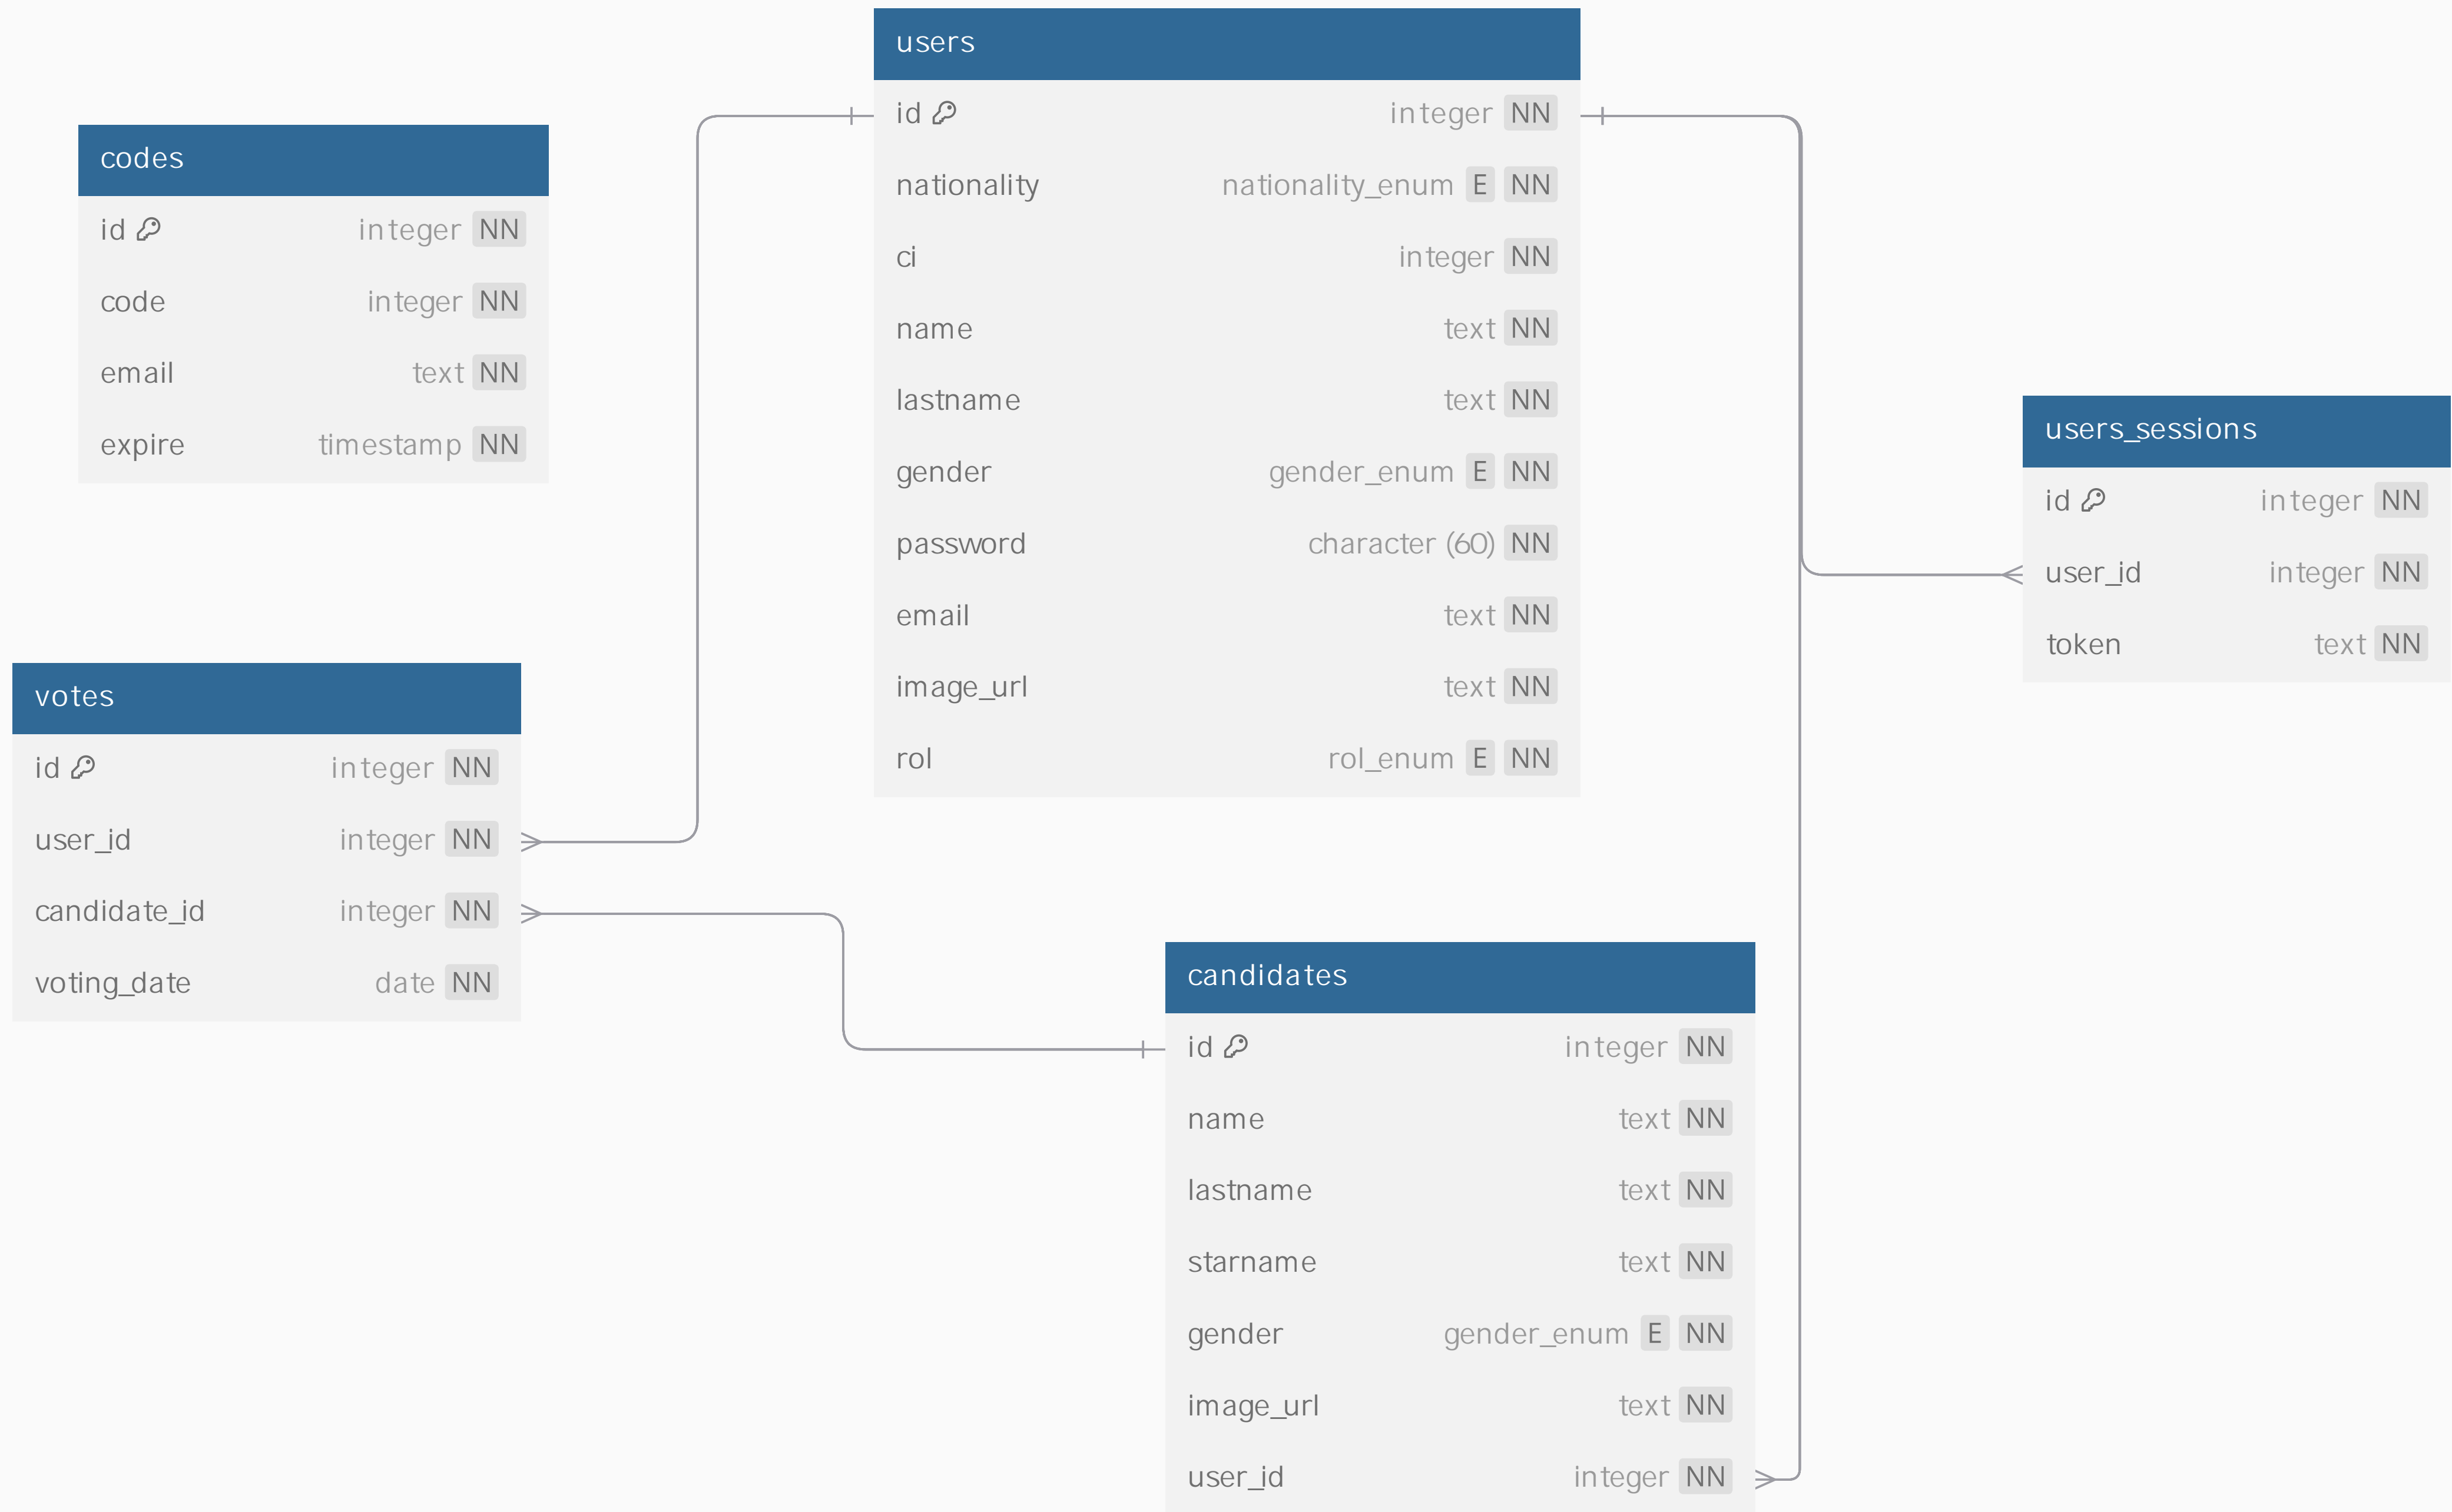 users
id integer NN
nationality nationality_enum E NN
ci integer NN
name text NN
lastname text NN
gender gender_enum E NN
password character (60) NN
email text NN
image_url text NN
rol rol_enum E NN
codes
id integer NN
code integer NN
email text NN
expire timestamp NN
users_sessions
id integer NN
user_id integer NN
token text NN
votes
id integer NN
user_id integer NN
candidate_id integer NN
voting_date date NN
candidates
id integer NN
name text NN
lastname text NN
starname text NN
gender gender_enum E NN
image_url text NN
user_id integer NN